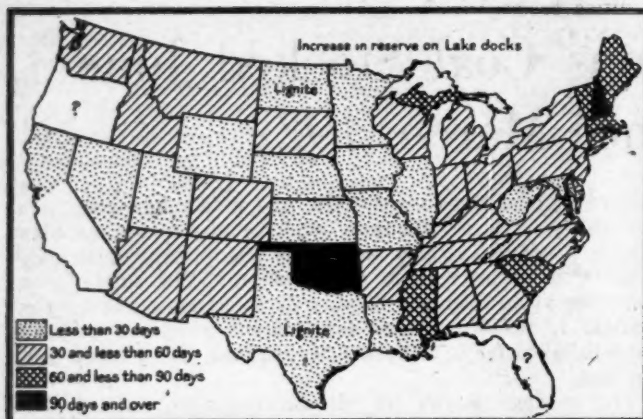 Increase in reserve on Lake docks
Lignite
?
Lignite
?
Less than 30 days
30 and less than 60 days
60 and less than 90 days
90 days and over